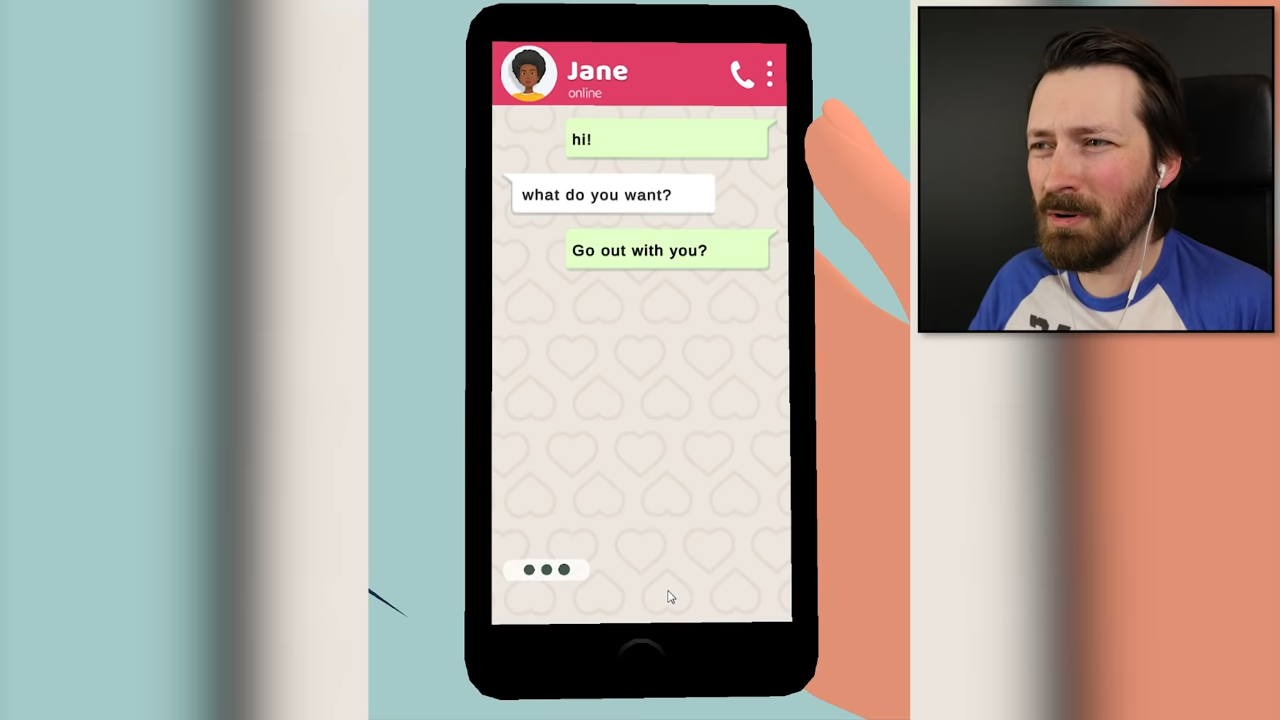 Jane
online
hi!
what do you want?
Go out with you?